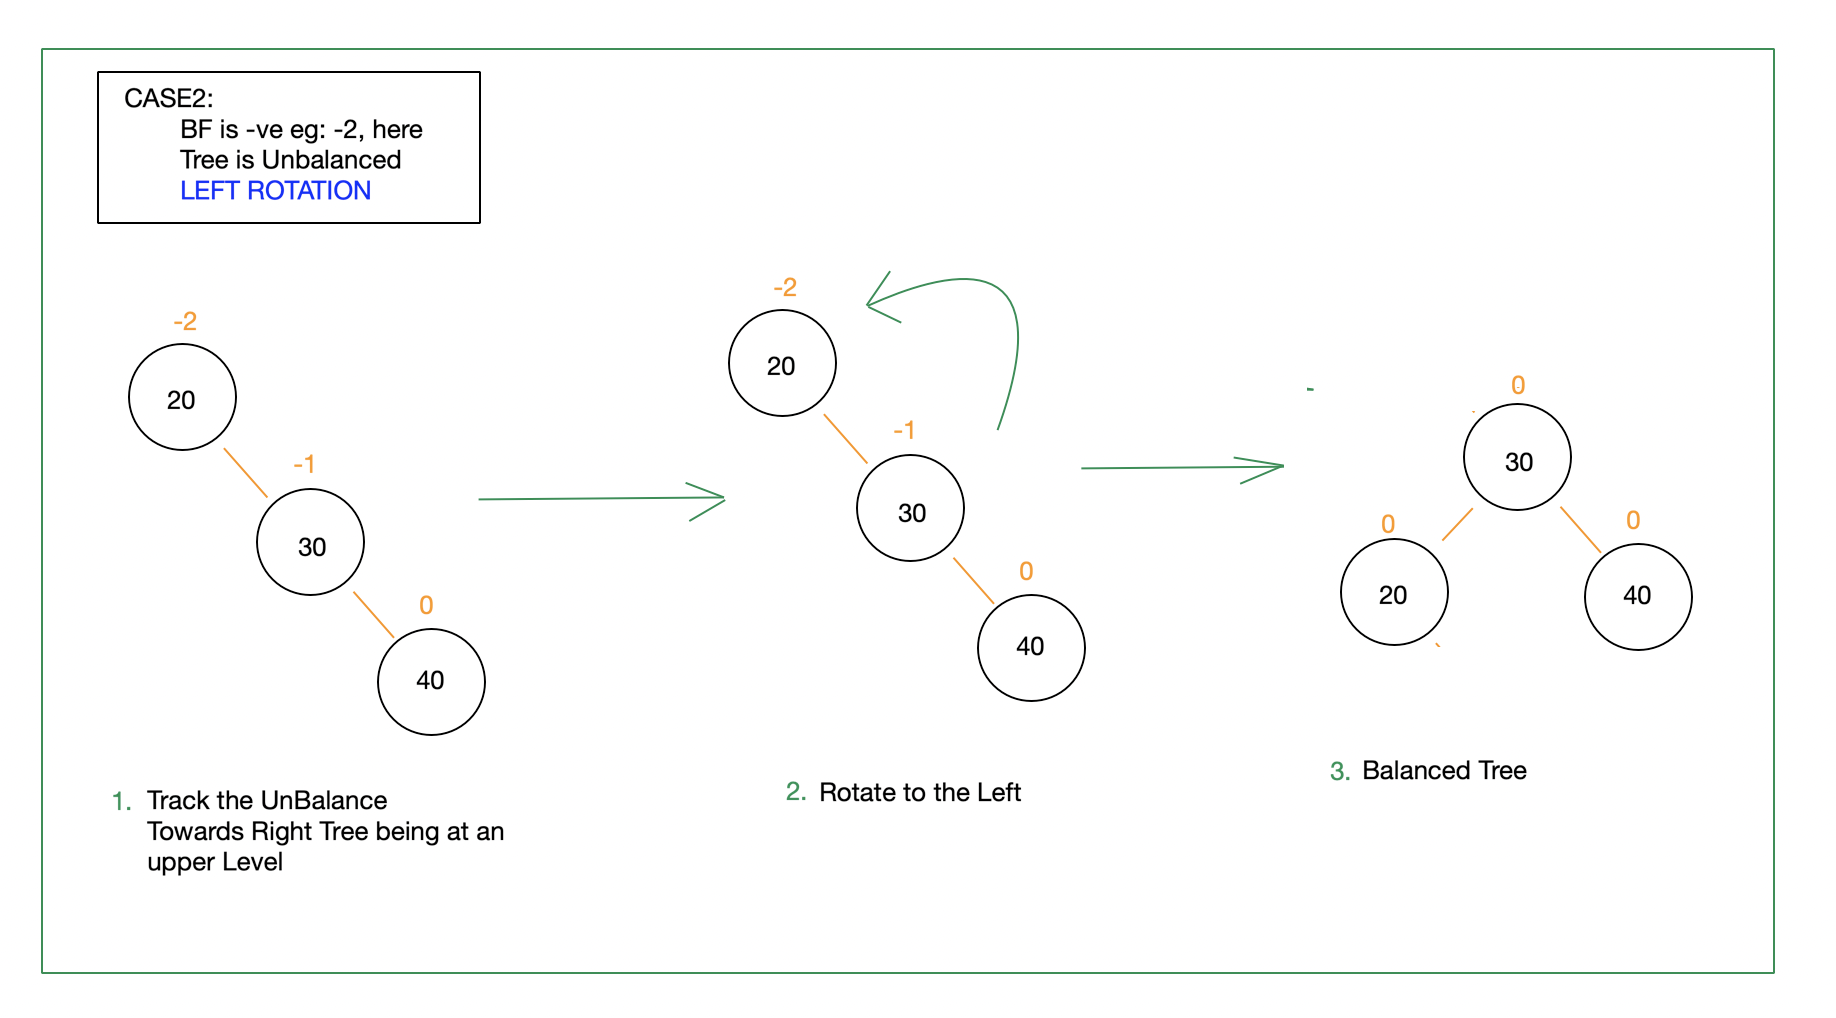 CASE2:
BF is -ve eg: -2, here
Tree is Unbalanced
LEFT ROTATION
-2
20
-1
30
0
40
1. Track the UnBalance
Towards Right Tree being at an
upper Level
-2
20
-1
30
0
40
2. Rotate to the Left
0
30
0
20
0
40
3. Balanced Tree